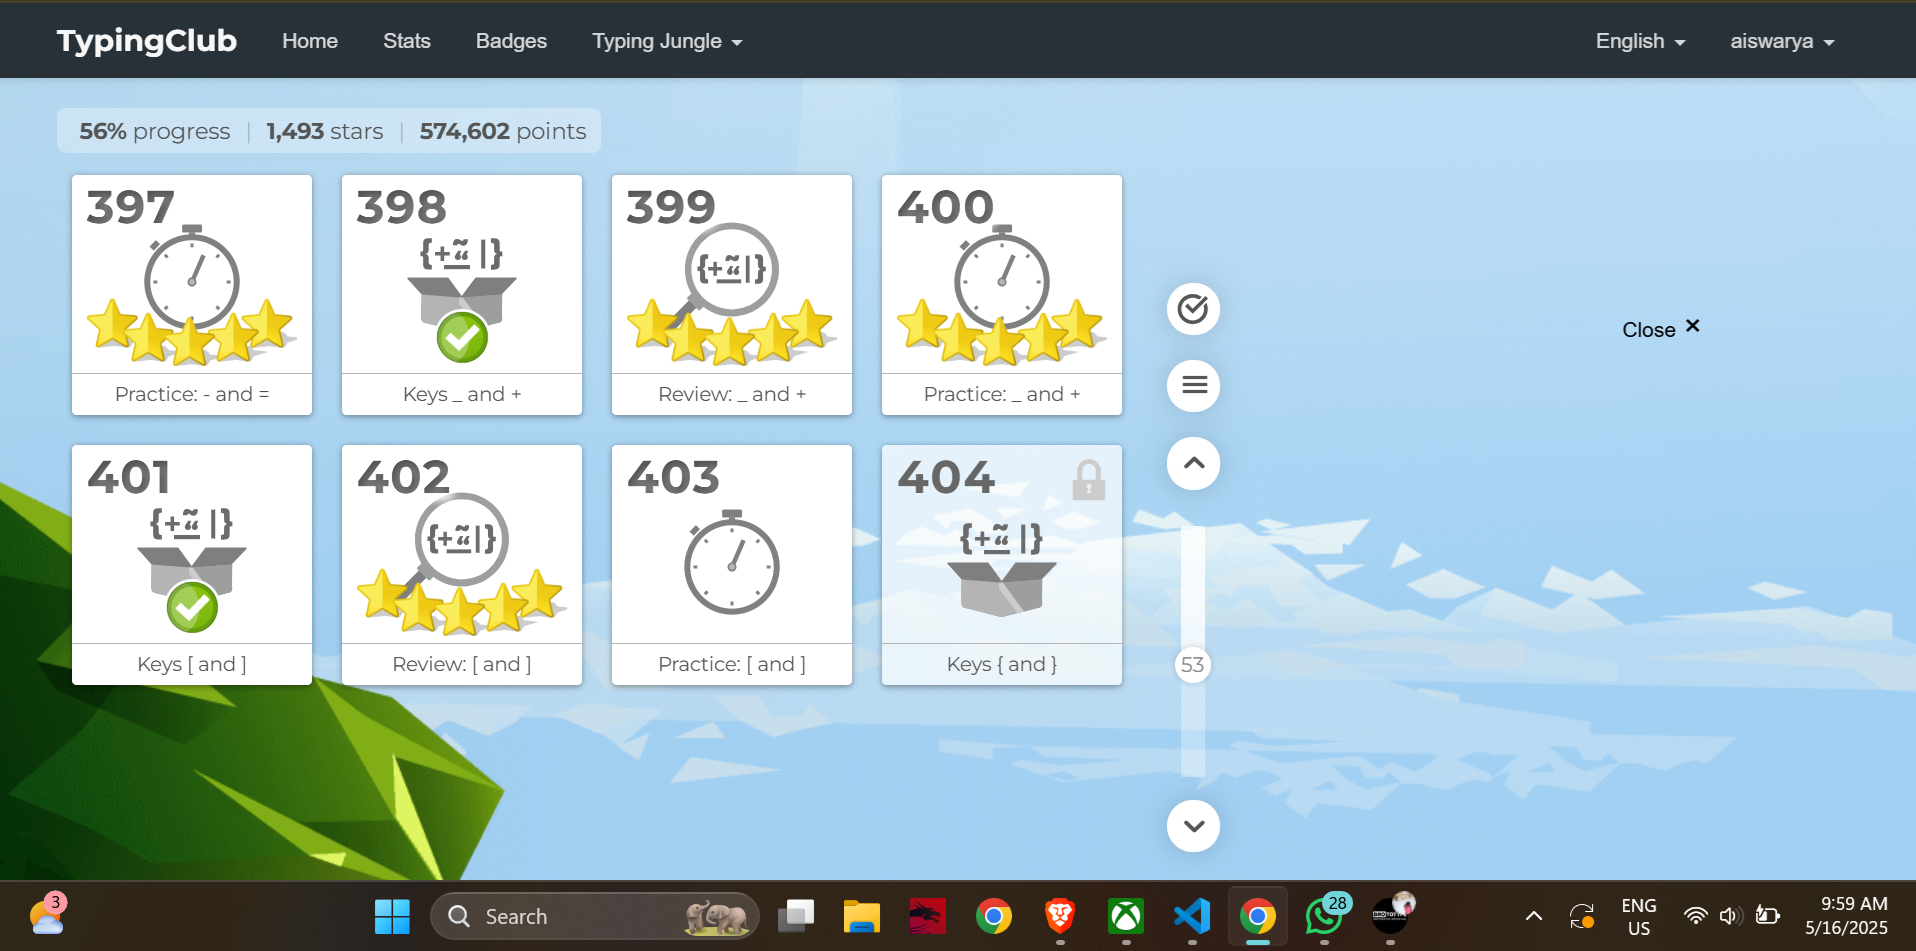 TypingClub Home Stats Badges Typing Jungle English aiswarya
56% progress | 1,493 stars | 574,602 points
397 398 399 400
{+~“|} {+~“|}
Practice: - and = Keys _ and + Review: _ and + Practice: _ and +
Close ×
401 402 403 404
{+~“|} {+~“|} {+~“|}
Keys [ and ] Review: [ and ] Practice: [ and ] Keys { and }
53
3 Search 28 ENG 9:59 AM
US 5/16/2025